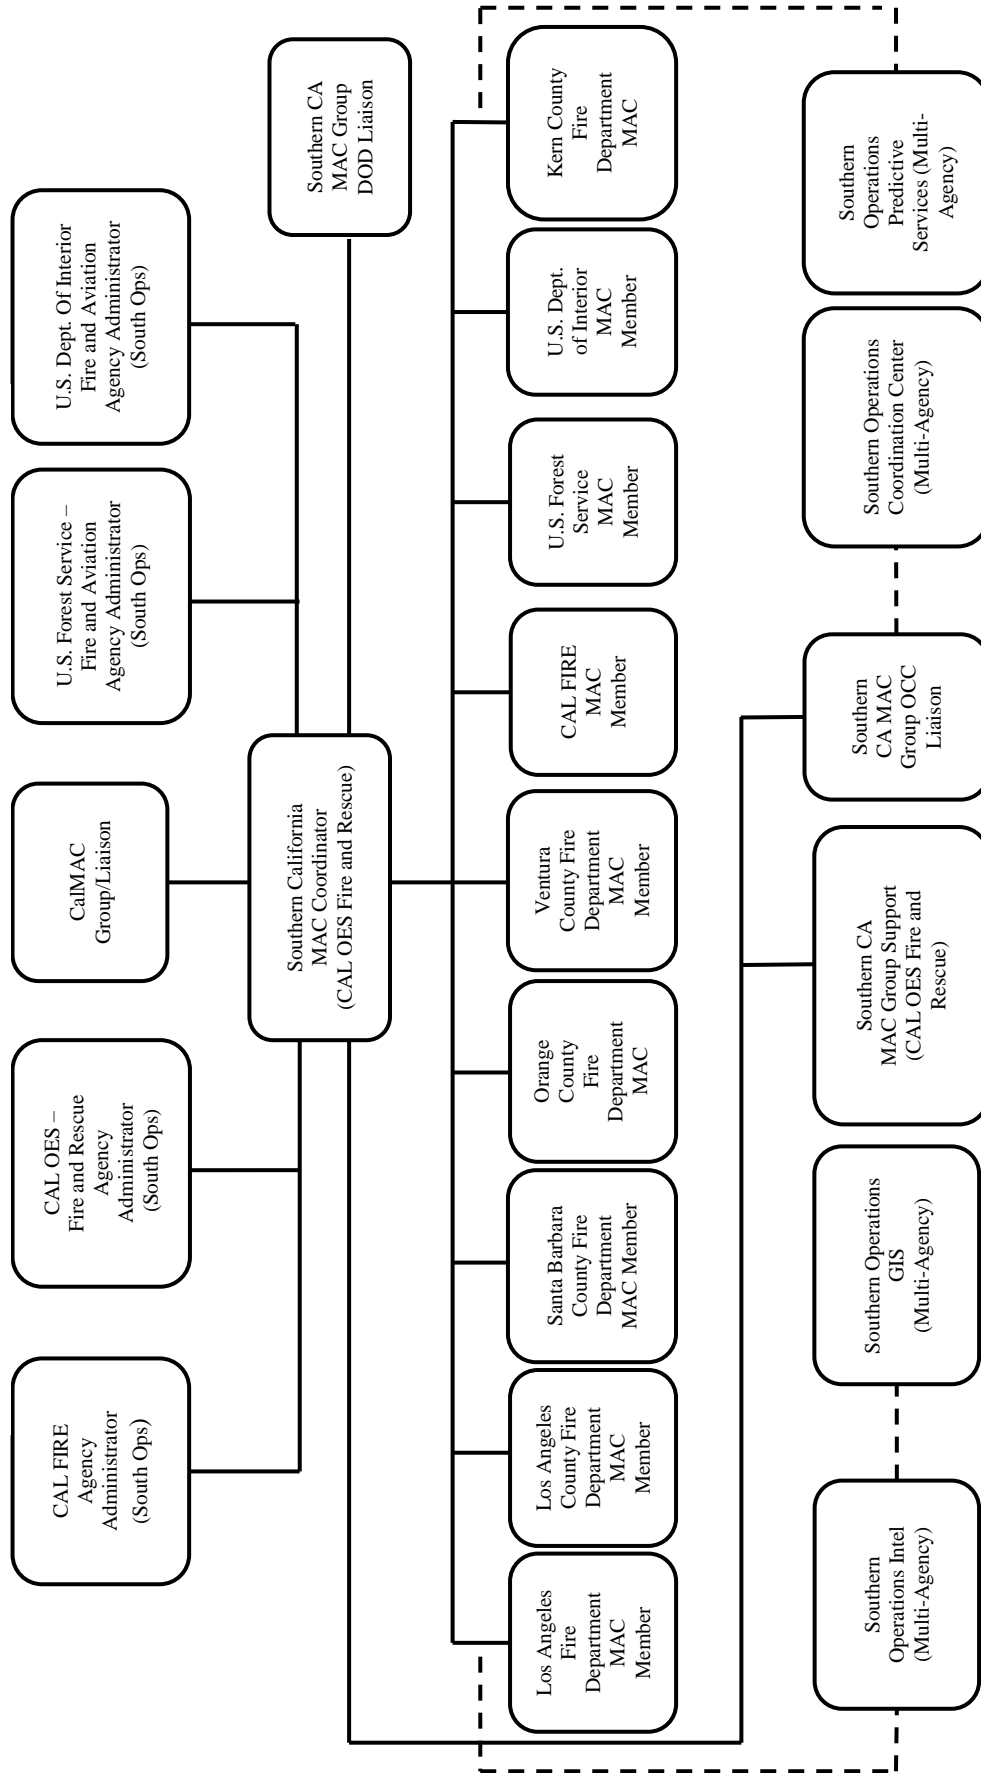 CAL FIRE
Agency
Administrator
(South Ops)
CAL OES –
Fire and Rescue
Agency
Administrator
(South Ops)
CalMAC
Group/Liaison
U.S. Forest Service –
Fire and Aviation
Agency Administrator
(South Ops)
U.S. Dept. Of Interior
Fire and Aviation
Agency Administrator
(South Ops)
Southern California
MAC Coordinator
(CAL OES Fire and Rescue)
Southern CA
MAC Group
DOD Liaison
Los Angeles
Fire
Department
MAC
Member
Los Angeles
County Fire
Department
MAC
Member
Santa Barbara
County Fire
Department
MAC Member
Orange
County
Fire
Department
MAC
Ventura
County Fire
Department
MAC
Member
CAL FIRE
MAC
Member
U.S. Forest
Service
MAC
Member
U.S. Dept.
of Interior
MAC
Member
Kern County
Fire
Department
MAC
Southern
Operations Intel
(Multi-Agency)
Southern Operations
GIS
(Multi-Agency)
Southern CA
MAC Group Support
(CAL OES Fire and
Rescue)
Southern
CA MAC
Group OCC
Liaison
Southern Operations
Coordination Center
(Multi-Agency)
Southern
Operations
Predictive
Services (Multi-
Agency)